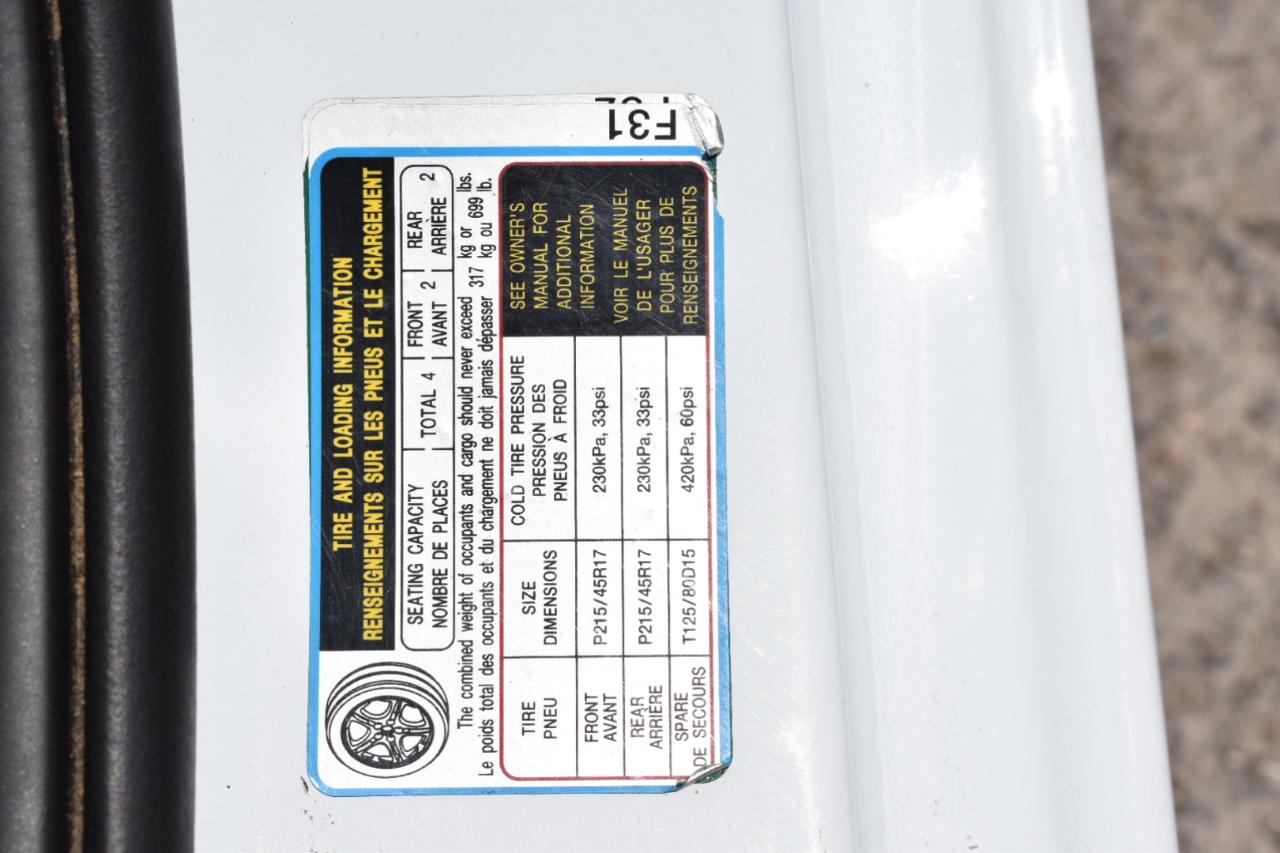 F31
TIRE AND LOADING INFORMATION
RENSEIGNEMENTS SUR LES PNEUS ET LE CHARGEMENT
SEATING CAPACITY TOTAL 4 FRONT 2 REAR 2
NOMBRE DE PLACES AVANT ARRIÈRE
The combined weight of occupants and cargo should never exceed 317 kg or 699 lbs.
Le poids total des occupants et du chargement ne doit jamais dépasser 317 kg ou 699 lb.
TIRE SIZE COLD TIRE PRESSURE
PNEU DIMENSIONS PRESSION DES
PNEUS À FROID
FRONT P215/45R17 230kPa, 33psi
AVANT
REAR P215/45R17 230kPa, 33psi
ARRIÈRE
SPARE T125/80D15 420kPa, 60psi
DE SECOURS
SEE OWNER'S
MANUAL FOR
ADDITIONAL
INFORMATION
VOIR LE MANUEL
DE L'USAGER
POUR PLUS DE
RENSEIGNEMENTS